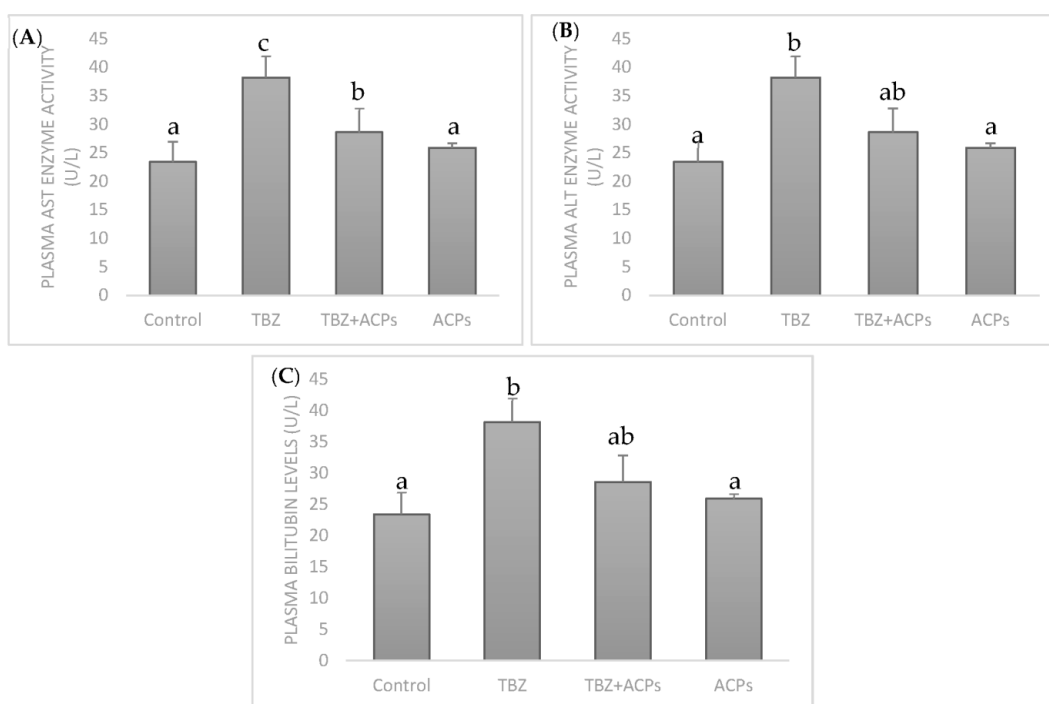 (A)
PLASMA AST ENZYME ACTIVITY
(U/L)
45
40
35
30
25
20
15
10
5
0
a
c
b
a
Control TBZ TBZ+ACPs ACPs
(B)
PLASMA ALT ENZYME ACTIVITY
(U/L)
45
40
35
30
25
20
15
10
5
0
a
b
ab
a
Control TBZ TBZ+ACPs ACPs
(C)
PLASMA BILITUBIN LEVELS (U/L)
45
40
35
30
25
20
15
10
5
0
a
b
ab
a
Control TBZ TBZ+ACPs ACPs